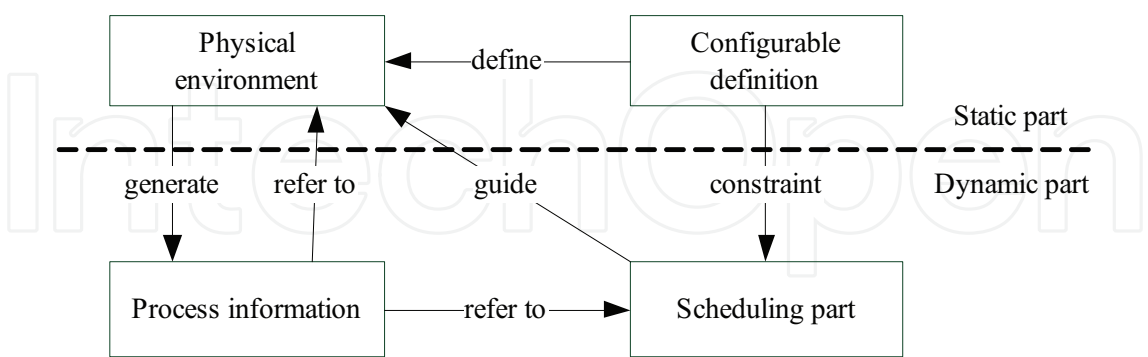 Physical
environment
define
Configurable
definition
Static part
generate
refer to
guide
constraint
Dynamic part
Process information
refer to
Scheduling part
IntechOpen